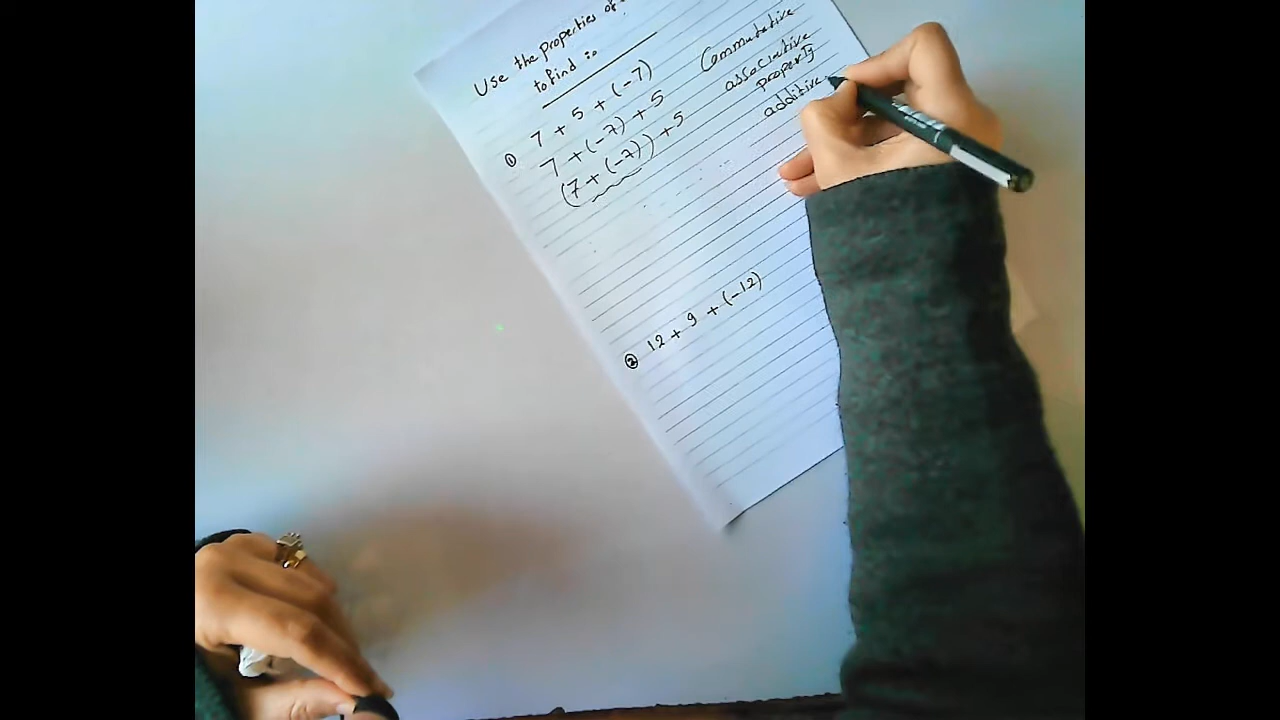 Use the properties of
to find :
① 7 + 5 + (-7)
7 + (-7) + 5 Commutative
(7 + (-7)) + 5 associative
property
additive
② 12 + 9 + (-12)